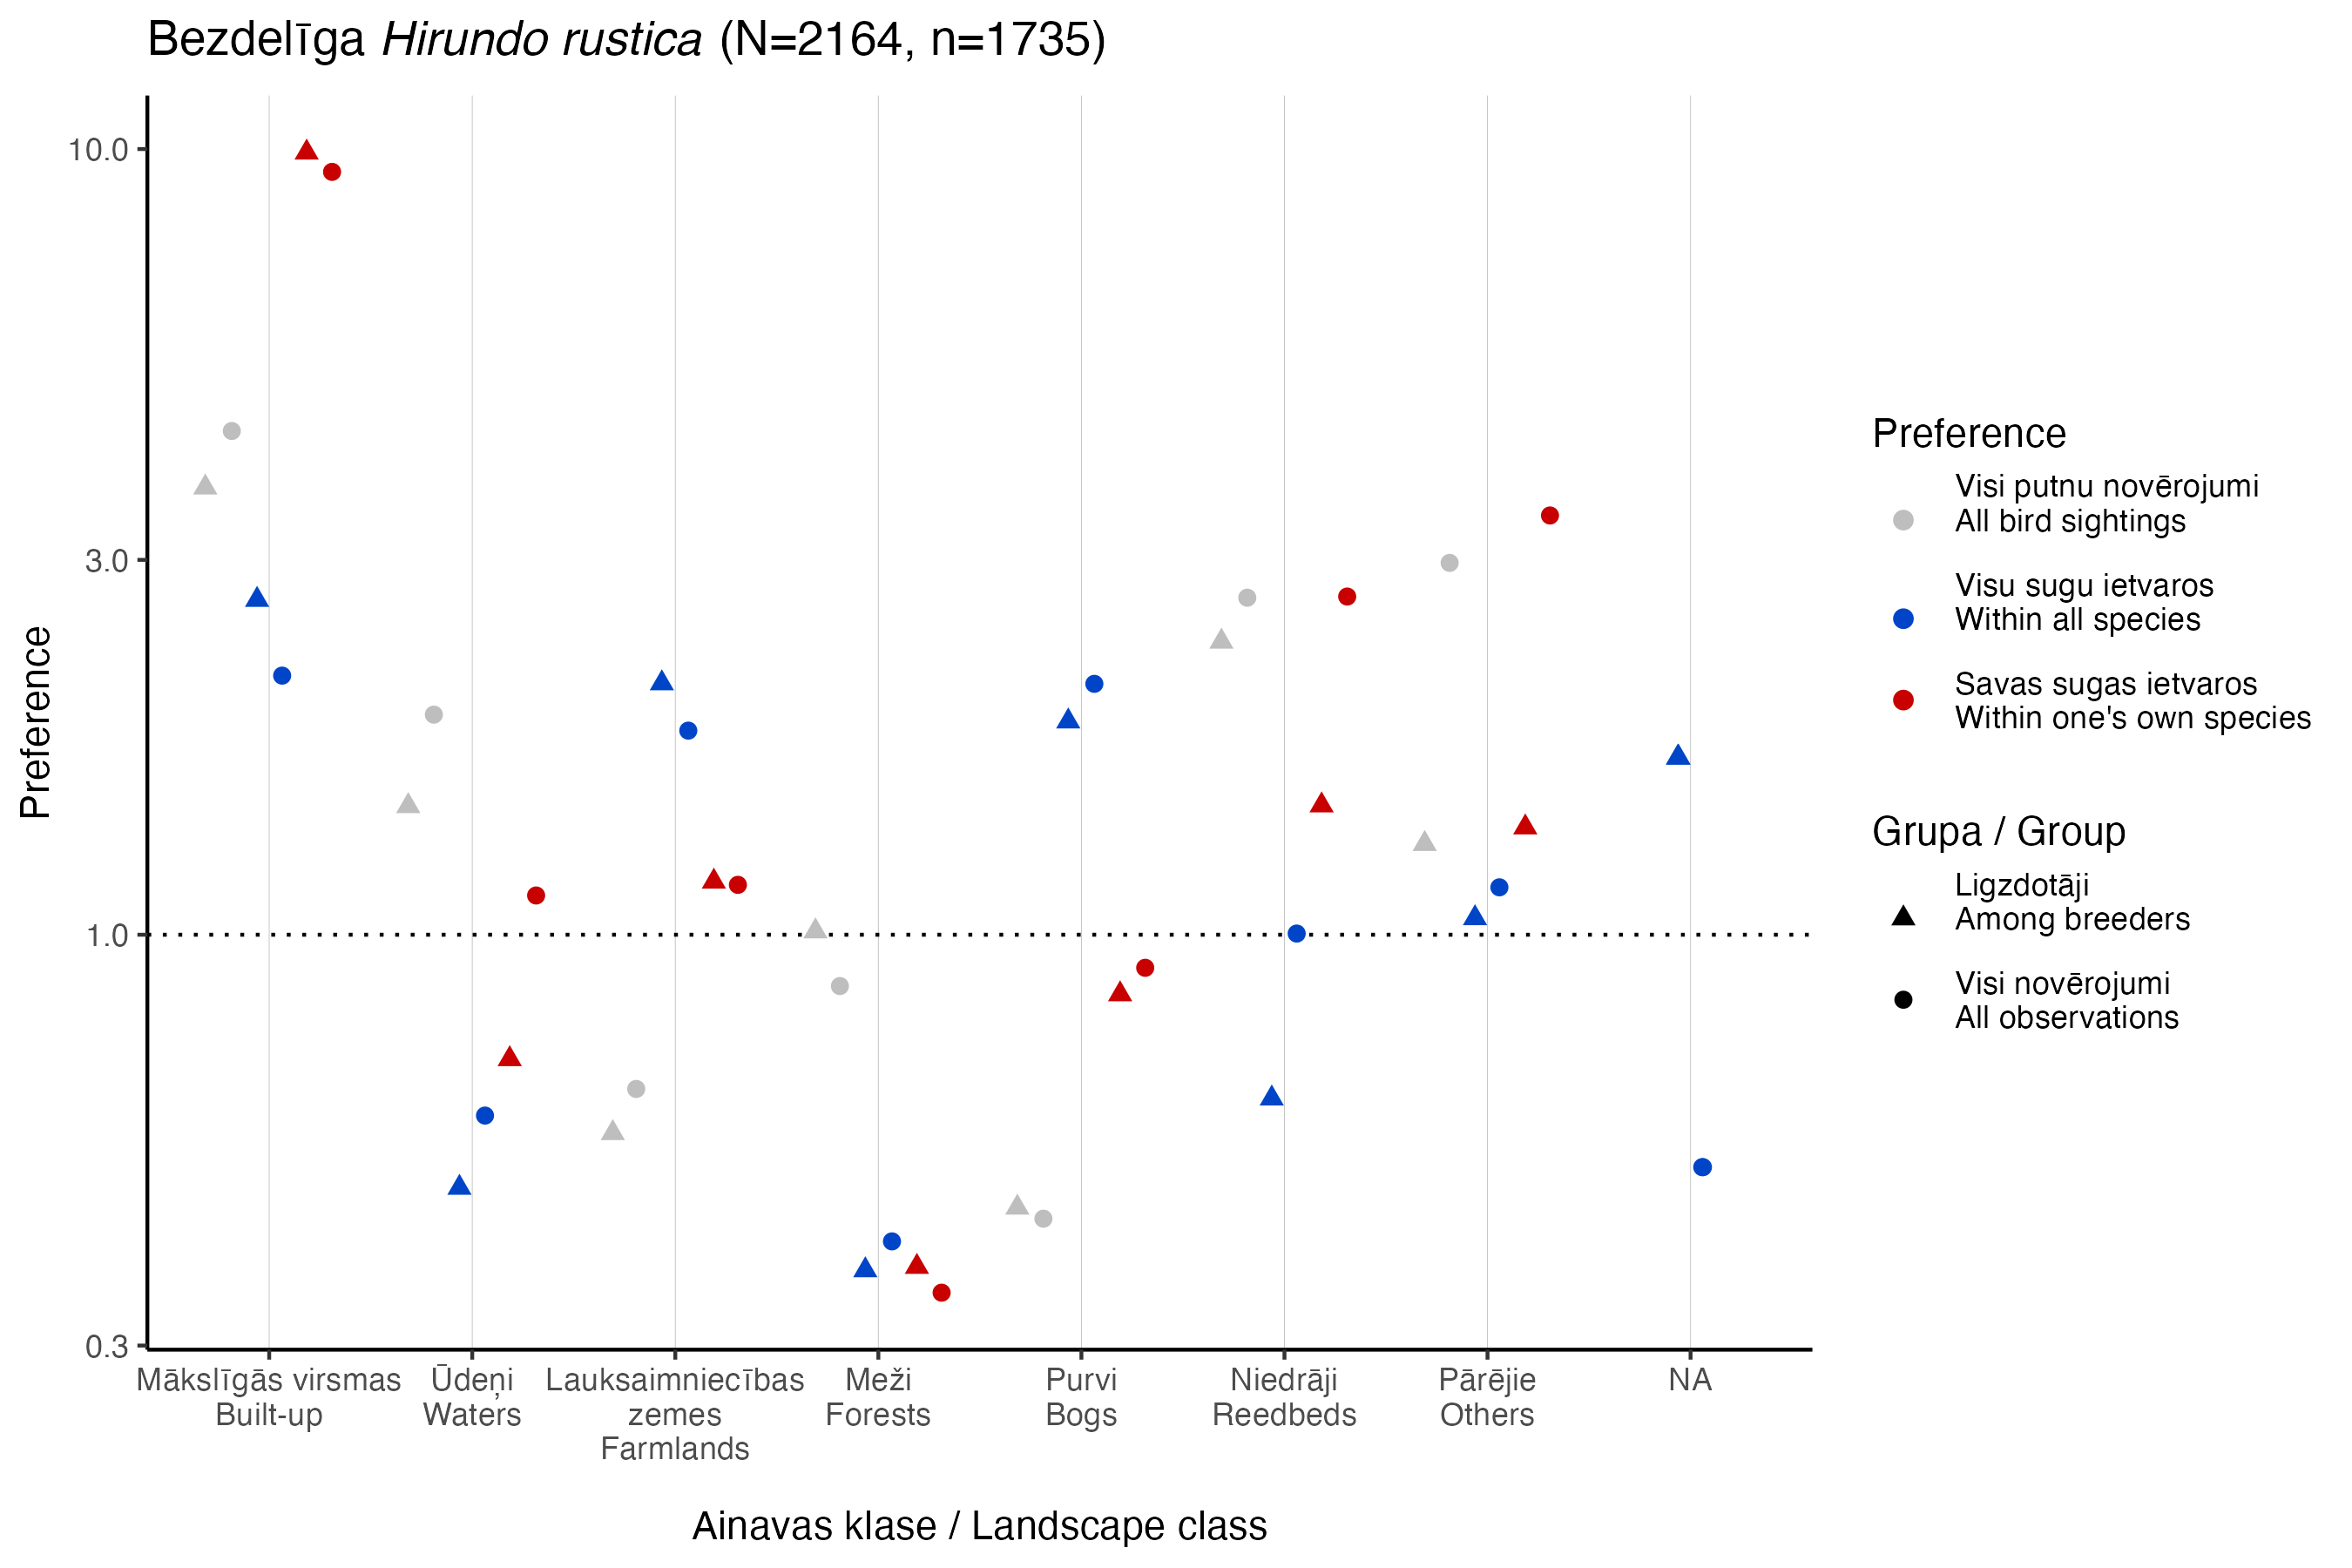 Bezdelīga Hirundo rustica (N=2164, n=1735)
Preference
10.0
3.0
1.0
0.3
Mākslīgās virsmas
Built-up
Ūdeņi
Waters
Lauksaimniecības
zemes
Farmlands
Meži
Forests
Purvi
Bogs
Niedrāji
Reedbeds
Pārējie
Others
NA
Ainavas klase / Landscape class
Preference
Visi putnu novērojumi
All bird sightings
Visu sugu ietvaros
Within all species
Savas sugas ietvaros
Within one's own species
Grupa / Group
Ligzdotāji
Among breeders
Visi novērojumi
All observations